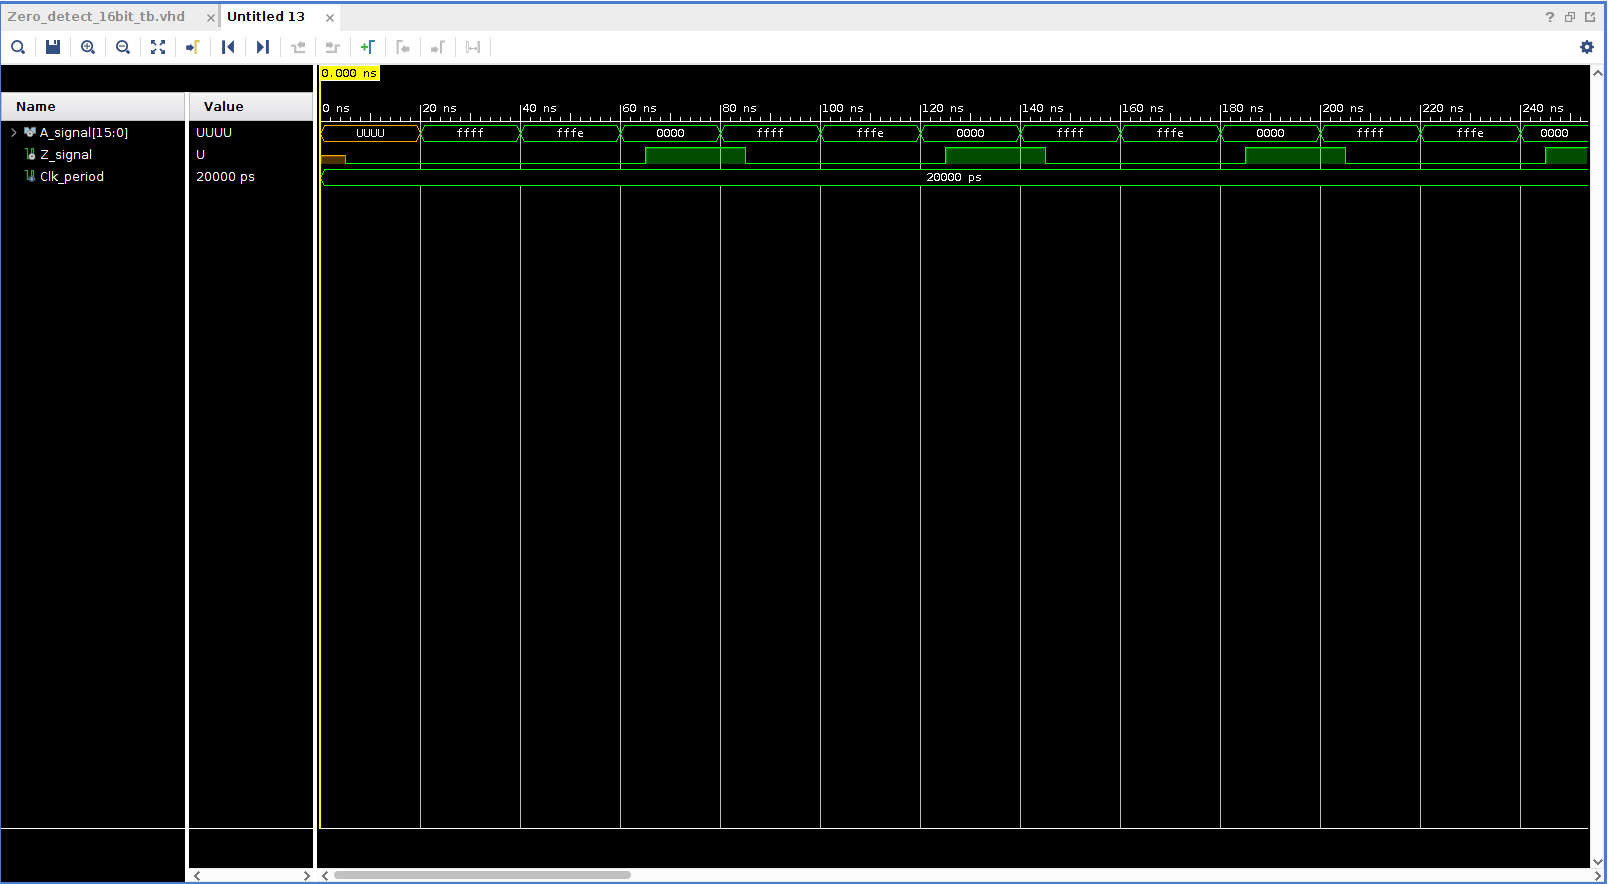 Zero_detect_16bit_tb.vhd × Untitled 13 × ?
0.000 ns
Name Value
0 ns 20 ns 40 ns 60 ns 80 ns 100 ns 120 ns 140 ns 160 ns 180 ns 200 ns 220 ns 240 ns
A_signal[15:0] UUUU UUUU ffff fffe 0000 ffff fffe 0000 ffff fffe 0000 ffff fffe 0000
Z_signal U
Clk_period 20000 ps 20000 ps